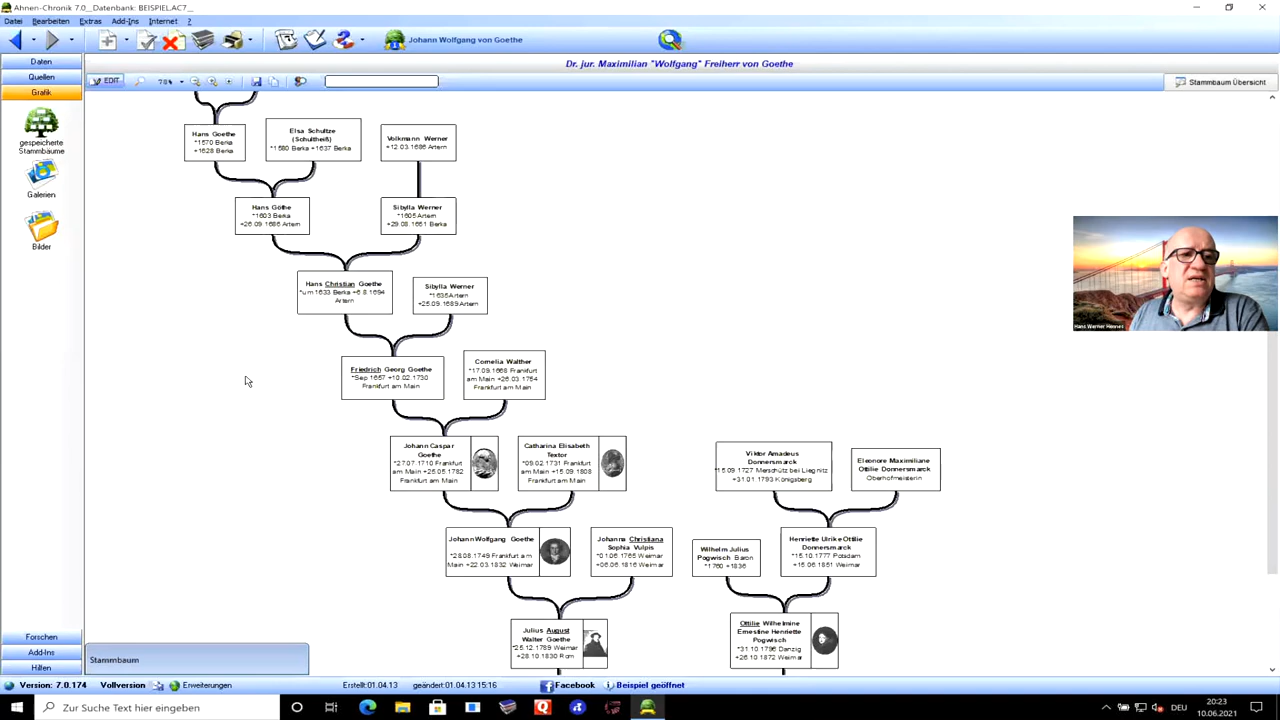 Ahnen-Chronik 7.0__Datenbank: BEISPIEL.AC7_
Datei Bearbeiten Extras Add-Ins Internet ?
Johann Wolfgang von Goethe
Daten
Dr. jur. Maximilian "Wolfgang" Freiherr von Goethe
Quellen
EDIT 78%
Stammbaum Übersicht
Grafik
gespeicherte
Stammbäume
Galerien
Bilder
Hans Goethe
*1570 Berka
+1628 Berka
Elsa Schultze
(Schultheiß)
*1580 Berka +1637 Berka
Volkmann Werner
+12.03.1686 Artern
Hans Göthe
*1603 Berka
+26.09.1686 Artern
Sibylla Werner
*1605 Artern
+29.08.1651 Berka
Hans Christian Goethe
*um 1633 Berka +6.8.1694
Artern
Sibylla Werner
*1635 Artern
+25.09.1689 Artern
Hans Werner Hennes
Friedrich Georg Goethe
*Sep 1657 +10.02.1730
Frankfurt am Main
Cornelia Walther
*17.09.1668 Frankfurt
am Main +26.03.1754
Frankfurt am Main
Johann Caspar
Goethe
*27.07.1710 Frankfurt
am Main +25.05.1782
Frankfurt am Main
Catharina Elisabeth
Textor
*09.02.1731 Frankfurt
am Main +15.09.1808
Frankfurt am Main
Viktor Amadeus
Donnersmarck
*15.09.1727 Merschütz bei Liegnitz
+31.01.1793 Königsberg
Eleonore Maximiliane
Ottilie Donnersmarck
Oberhofmeisterin
Johann Wolfgang Goethe
*28.08.1749 Frankfurt am
Main +22.03.1832 Weimar
Johanna Christiana
Sophia Vulpis
*01.06.1765 Weimar
+06.06.1816 Weimar
Wilhelm Julius
Pogwisch Baron
*1760 +1836
Henriette Ulrike Ottilie
Donnersmarck
*15.10.1777 Potsdam
+15.06.1851 Weimar
Julius August
Walter Goethe
*25.12.1789 Weimar
+28.10.1830 Rom
Ottilie Wilhelmine
Ernestine Henriette
Pogwisch
*31.10.1796 Danzig
+26.10.1872 Weimar
Forschen
Add-Ins
Hilfen
Stammbaum
Version: 7.0.174 Vollversion Erweiterungen Erstellt:01.04.13 geändert:01.04.13 15:16 Facebook Beispiel geöffnet
Zur Suche Text hier eingeben
DEU
20:23
10.06.2021